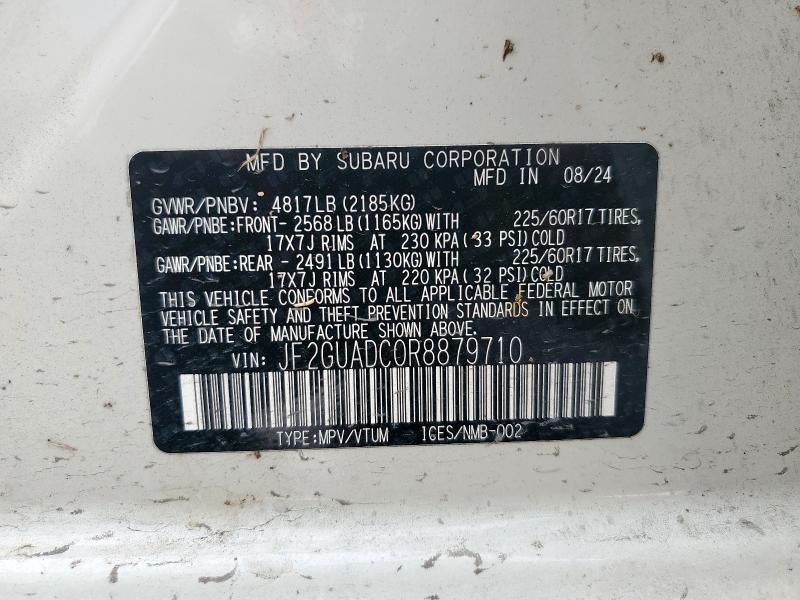 MFD BY SUBARU CORPORATION
MFD IN 08/24
GVWR/PNBV: 4817LB (2185KG)
GAWR/PNBE:FRONT- 2568 LB (1165KG) WITH 225/60R17 TIRES,
17X7J RIMS AT 230 KPA ( 33 PSI) COLD
GAWR/PNBE:REAR - 2491 LB (1130KG) WITH 225/60R17 TIRES,
17X7J RIMS AT 220 KPA ( 32 PSI) COLD
THIS VEHICLE CONFORMS TO ALL APPLICABLE FEDERAL MOTOR
VEHICLE SAFETY AND THEFT PREVENTION STANDARDS IN EFFECT ON
THE DATE OF MANUFACTURE SHOWN ABOVE.
VIN: JF2GUADC0R8879710
TYPE:MPV/VTUM 1GES/NMB-002